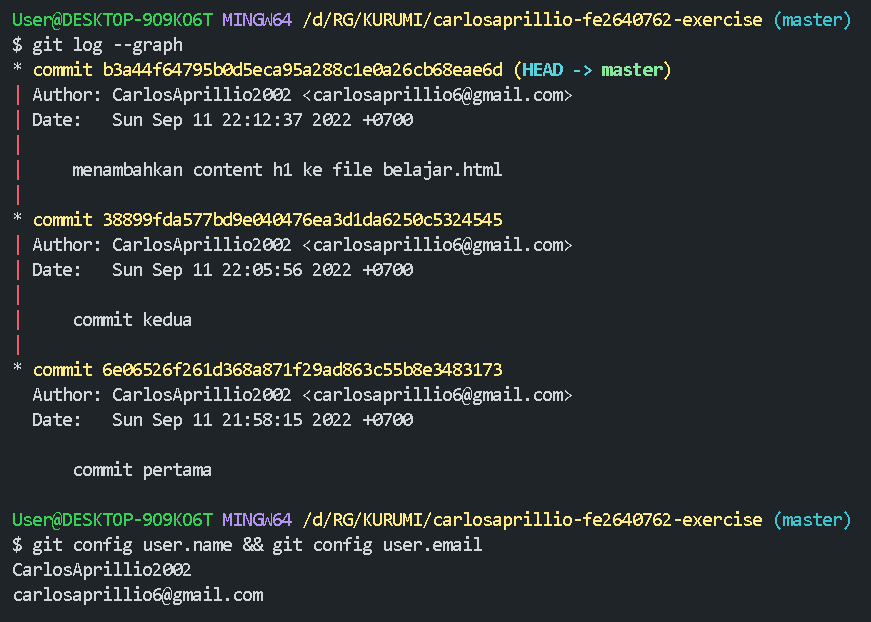 User@DESKTOP-9O9KO6T MINGW64 /d/RG/KURUMI/carlosaprillio-fe2640762-exercise (master)
$ git log --graph
* commit b3a44f64795b0d5eca95a288c1e0a26cb68eae6d (HEAD -> master)
| Author: CarlosAprillio2002 <carlosaprillio6@gmail.com>
| Date:   Sun Sep 11 22:12:37 2022 +0700
|
|     menambahkan content h1 ke file belajar.html
|
* commit 38899fda577bd9e040476ea3d1da6250c5324545
| Author: CarlosAprillio2002 <carlosaprillio6@gmail.com>
| Date:   Sun Sep 11 22:05:56 2022 +0700
|
|     commit kedua
|
* commit 6e06526f261d368a871f29ad863c55b8e3483173
  Author: CarlosAprillio2002 <carlosaprillio6@gmail.com>
  Date:   Sun Sep 11 21:58:15 2022 +0700

      commit pertama

User@DESKTOP-9O9KO6T MINGW64 /d/RG/KURUMI/carlosaprillio-fe2640762-exercise (master)
$ git config user.name && git config user.email
CarlosAprillio2002
carlosaprillio6@gmail.com